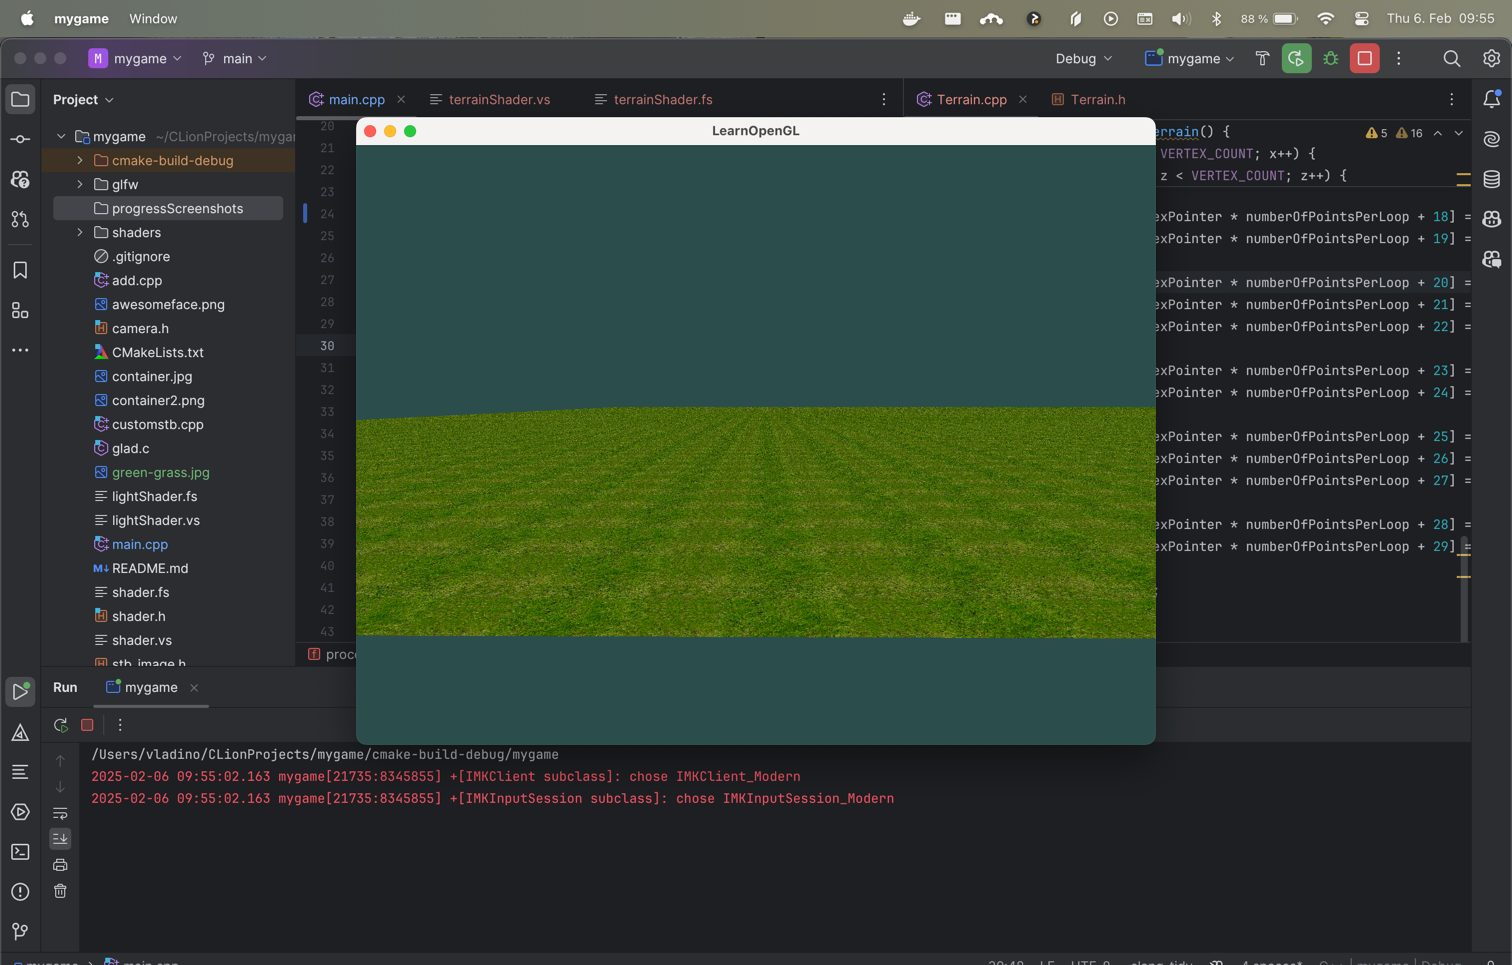 mygame Window 88 % Thu 6. Feb 09:55
M mygame main Debug mygame
Project main.cpp terrainShader.vs terrainShader.fs Terrain.cpp Terrain.h
LearnOpenGL
mygame ~/CLionProjects/mygar
cmake-build-debug
glfw
progressScreenshots
shaders
.gitignore
add.cpp
awesomeface.png
camera.h
CMakeLists.txt
container.jpg
container2.png
customstb.cpp
glad.c
green-grass.jpg
lightShader.fs
lightShader.vs
main.cpp
README.md
shader.fs
shader.h
shader.vs
stb_image.h
20
21
22
23
24
25
26
27
28
29
30
31
32
33
34
35
36
37
38
39
40
41
42
43
proce
errain() { 5 16
VERTEX_COUNT; x++) {
z < VERTEX_COUNT; z++) {
exPointer * numberOfPointsPerLoop + 18] =
exPointer * numberOfPointsPerLoop + 19] =
exPointer * numberOfPointsPerLoop + 20] =
exPointer * numberOfPointsPerLoop + 21] =
exPointer * numberOfPointsPerLoop + 22] =
exPointer * numberOfPointsPerLoop + 23] =
exPointer * numberOfPointsPerLoop + 24] =
exPointer * numberOfPointsPerLoop + 25] =
exPointer * numberOfPointsPerLoop + 26] =
exPointer * numberOfPointsPerLoop + 27] =
exPointer * numberOfPointsPerLoop + 28] =
exPointer * numberOfPointsPerLoop + 29] =
;
Run mygame
/Users/vladino/CLionProjects/mygame/cmake-build-debug/mygame
2025-02-06 09:55:02.163 mygame[21735:8345855] +[IMKClient subclass]: chose IMKClient_Modern
2025-02-06 09:55:02.163 mygame[21735:8345855] +[IMKInputSession subclass]: chose IMKInputSession_Modern